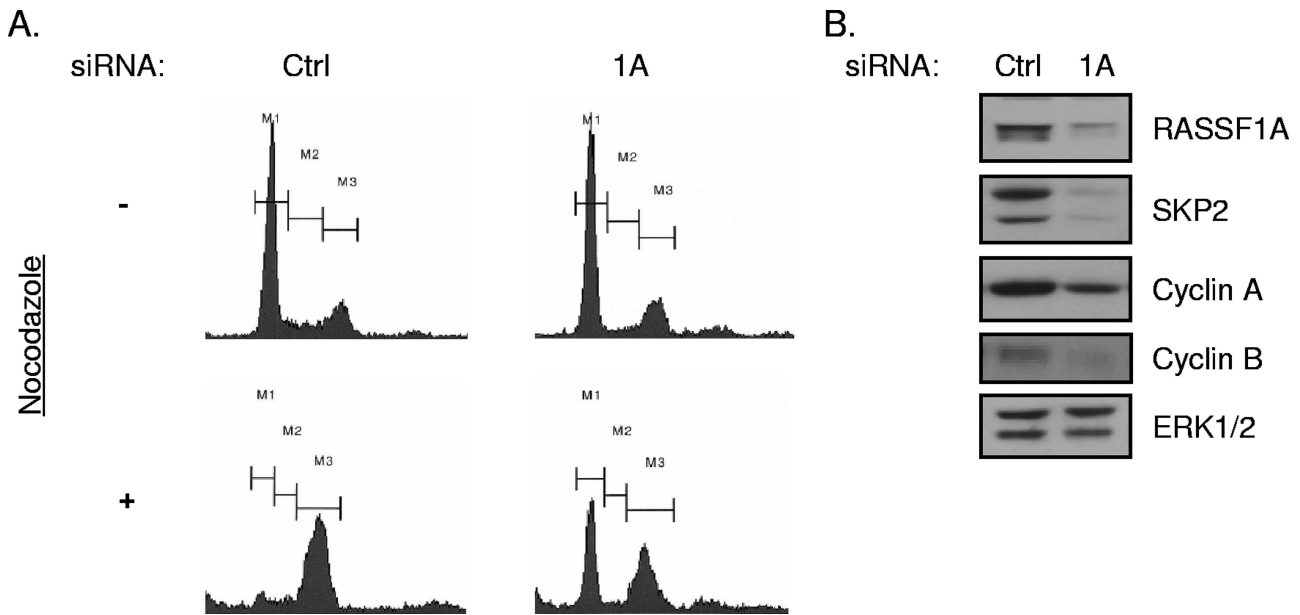 A.
siRNA: Ctrl 1A
M1
M2
M3
M1
M2
M3
-
Nocodazole
M1
M2
M3
M1
M2
M3
+
B.
siRNA: Ctrl 1A
RASSF1A
SKP2
Cyclin A
Cyclin B
ERK1/2